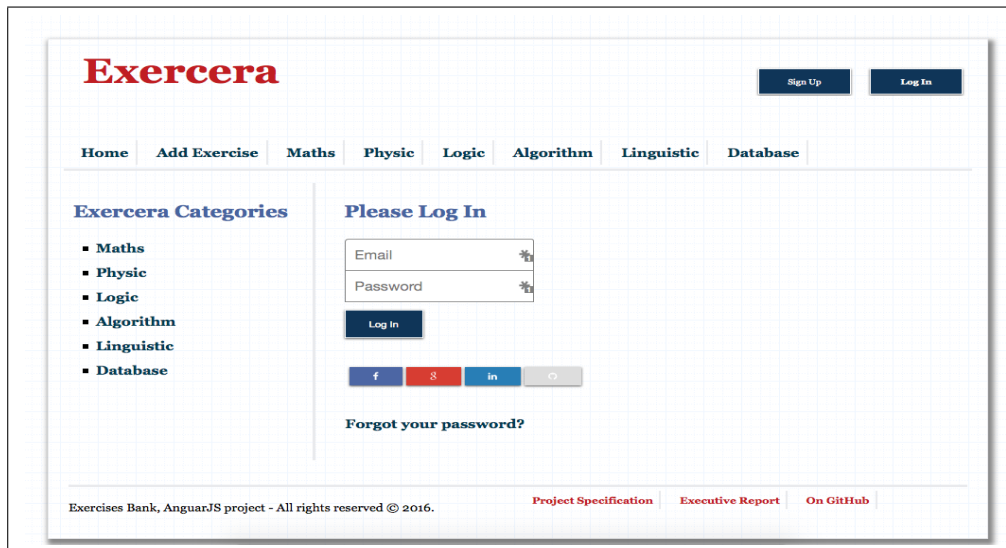 Exercera
Sign Up
Log In
Home Add Exercise Maths Physic Logic Algorithm Linguistic Database
Exercera Categories
Maths
Physic
Logic
Algorithm
Linguistic
Database
Please Log In
Email
Password
Log In
f
8
in
Forgot your password?
Exercises Bank, AnguarJS project - All rights reserved © 2016.
Project Specification Executive Report On GitHub